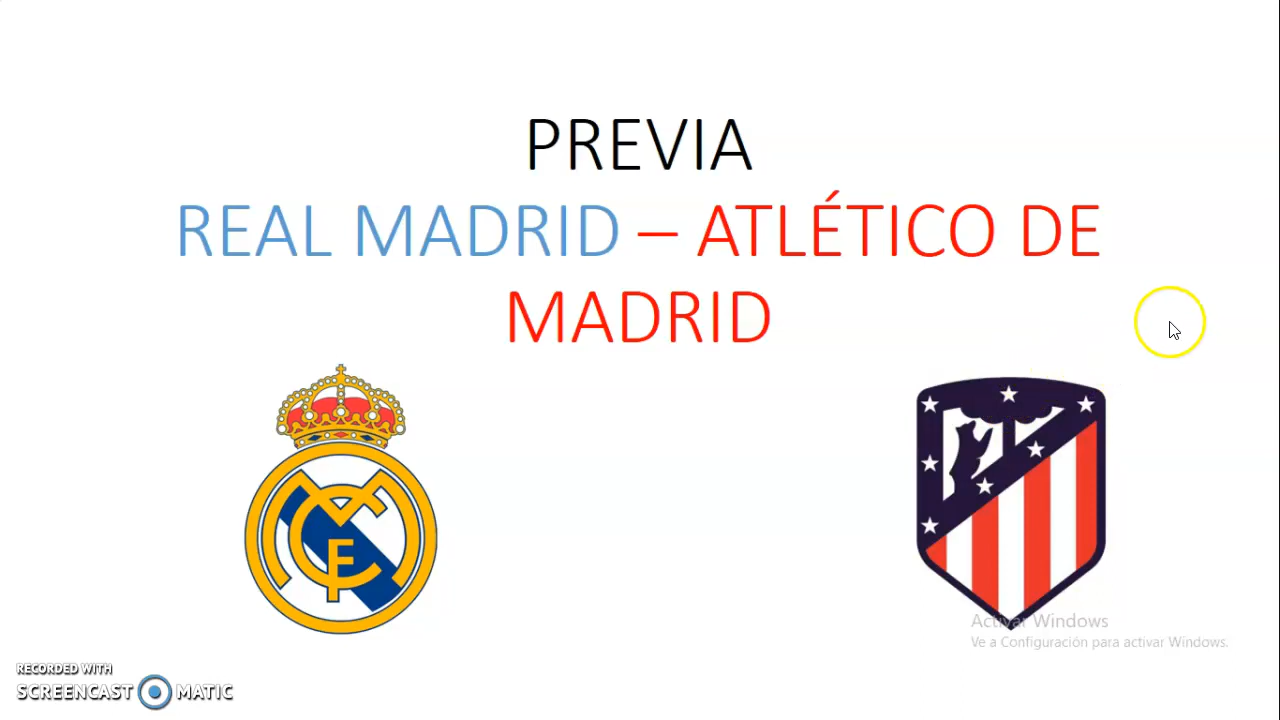 PREVIA
REAL MADRID – ATLÉTICO DE
MADRID
Activar Windows
Ve a Configuración para activar Windows.
RECORDED WITH
SCREENCAST MATIC